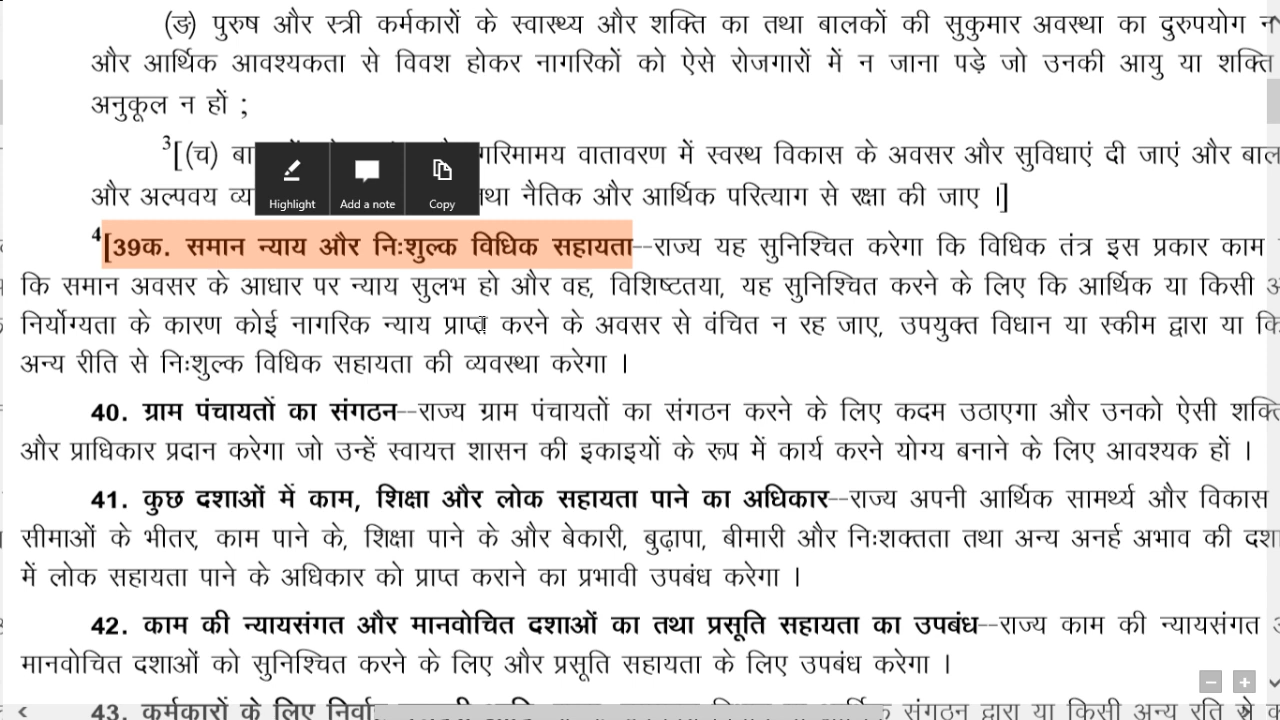 (ङ) पुरुष और स्त्री कर्मकारों के स्वास्थ्य और शक्ति का तथा बालकों की सुकुमार अवस्था का दुरुपयोग
और आर्थिक आवश्यकता से विवश होकर नागरिकों को ऐसे रोजगारों में न जाना पड़े जो उनकी आयु या शक्ति
अनुकूल न हों ;
3[(च) गरिमामय वातावरण में स्वस्थ विकास के अवसर और सुविधाएं दी जाएं और
और अल्पवय नैतिक और आर्थिक परित्याग से रक्षा की जाए ।]
Highlight Add a note Copy
4[39क. समान न्याय और निःशुल्क विधिक सहायता--राज्य यह सुनिश्चित करेगा कि विधिक तंत्र इस प्रकार काम
कि समान अवसर के आधार पर न्याय सुलभ हो और वह, विशिष्टतया, यह सुनिश्चित करने के लिए कि आर्थिक या किसी
निर्योग्यता के कारण कोई नागरिक न्याय प्राप्त करने के अवसर से वंचित न रह जाए, उपयुक्त विधान या स्कीम द्वारा या
अन्य रीति से निःशुल्क विधिक सहायता की व्यवस्था करेगा ।
40. ग्राम पंचायतों का संगठन--राज्य ग्राम पंचायतों का संगठन करने के लिए कदम उठाएगा और उनको ऐसी
और प्राधिकार प्रदान करेगा जो उन्हें स्वायत्त शासन की इकाइयों के रूप में कार्य करने योग्य बनाने के लिए आवश्यक हों ।
41. कुछ दशाओं में काम, शिक्षा और लोक सहायता पाने का अधिकार--राज्य अपनी आर्थिक सामर्थ्य और विकास
सीमाओं के भीतर, काम पाने के, शिक्षा पाने के और बेकारी, बुढ़ापा, बीमारी और निःशक्तता तथा अन्य अनर्ह अभाव की
में लोक सहायता पाने के अधिकार को प्राप्त कराने का प्रभावी उपबंध करेगा ।
42. काम की न्यायसंगत और मानवोचित दशाओं का तथा प्रसूति सहायता का उपबंध--राज्य काम की न्यायसंगत
मानवोचित दशाओं को सुनिश्चित करने के लिए और प्रसूति सहायता के लिए उपबंध करेगा ।
43. कर्मकारों के लिए संगठन द्वारा या किसी अन्य